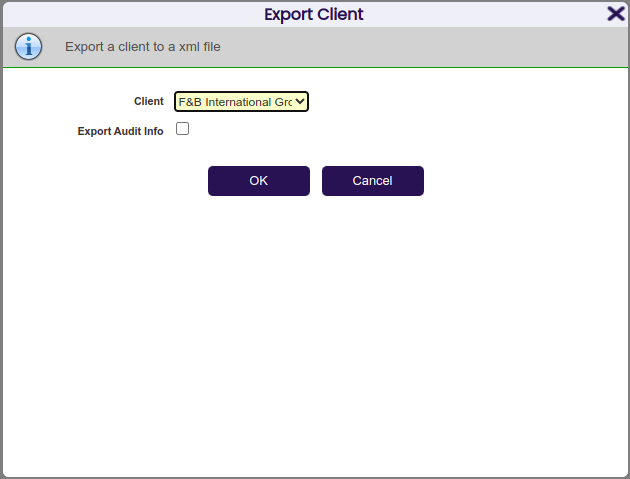 Export Client
Export a client to a xml file
Client
F&B International Gro
Export Audit Info
OK
Cancel